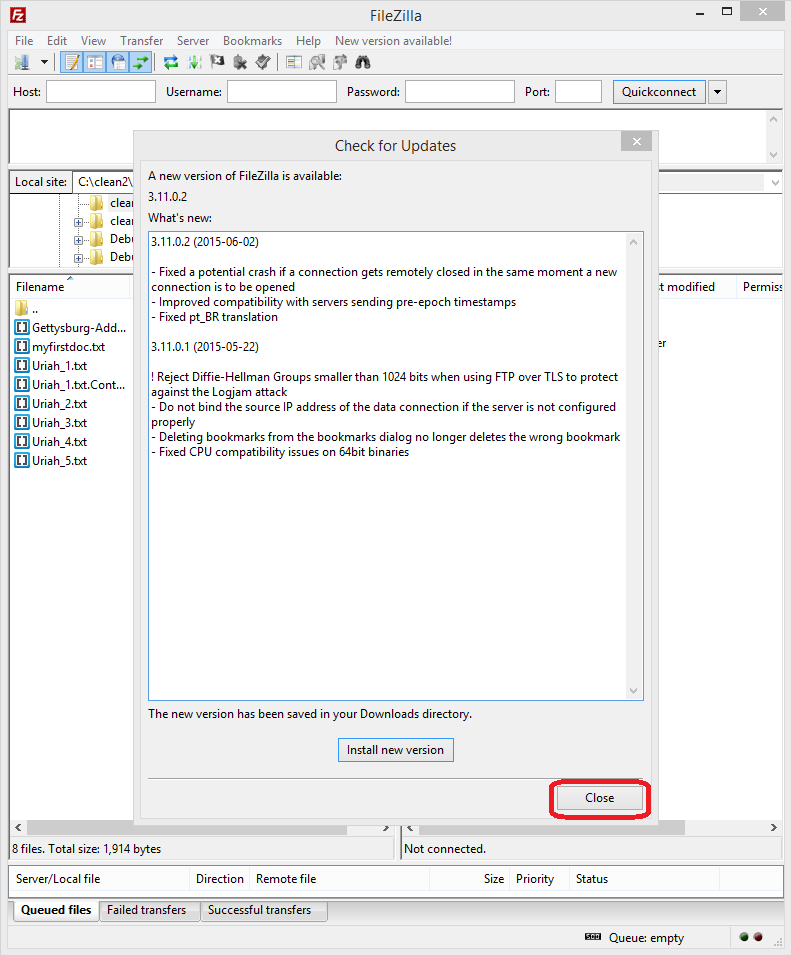 FileZilla
File Edit View Transfer Server Bookmarks Help New version available!
Host: Username: Password: Port: Quickconnect
Check for Updates
Local site: C:\clean2\
A new version of FileZilla is available:
3.11.0.2
What's new:
3.11.0.2 (2015-06-02)
- Fixed a potential crash if a connection gets remotely closed in the same moment a new
connection is to be opened
- Improved compatibility with servers sending pre-epoch timestamps
- Fixed pt_BR translation
3.11.0.1 (2015-05-22)
! Reject Diffie-Hellman Groups smaller than 1024 bits when using FTP over TLS to protect
against the Logjam attack
- Do not bind the source IP address of the data connection if the server is not configured
properly
- Deleting bookmarks from the bookmarks dialog no longer deletes the wrong bookmark
- Fixed CPU compatibility issues on 64bit binaries
The new version has been saved in your Downloads directory.
Install new version
Close
clea
clea
Debu
Debu
Filename
..
Gettysburg-Add...
myfirstdoc.txt
Uriah_1.txt
Uriah_1.txt.Cont...
Uriah_2.txt
Uriah_3.txt
Uriah_4.txt
Uriah_5.txt
st modified Permiss
er
8 files. Total size: 1,914 bytes
Not connected.
Server/Local file Direction Remote file Size Priority Status
Queued files Failed transfers Successful transfers
Queue: empty